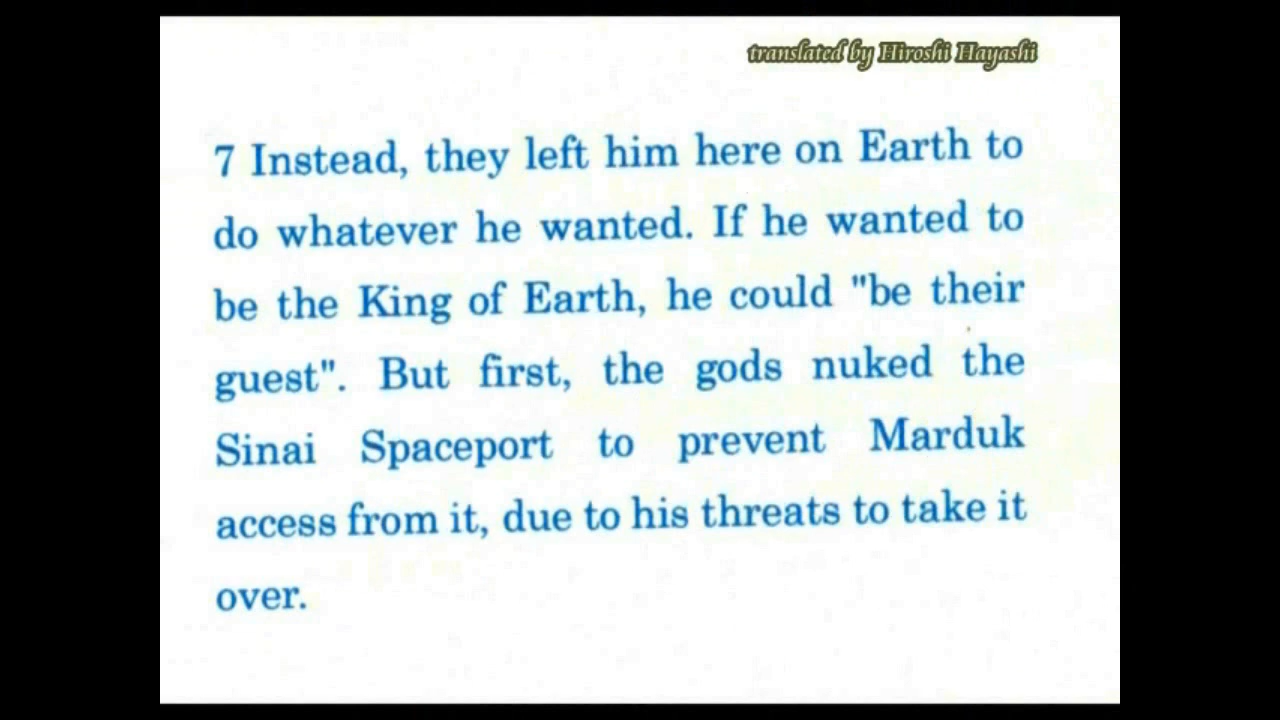 translated by Hiroshi Hayashi
7 Instead, they left him here on Earth to
do whatever he wanted. If he wanted to
be the King of Earth, he could "be their
guest". But first, the gods nuked the
Sinai Spaceport to prevent Marduk
access from it, due to his threats to take it
over.